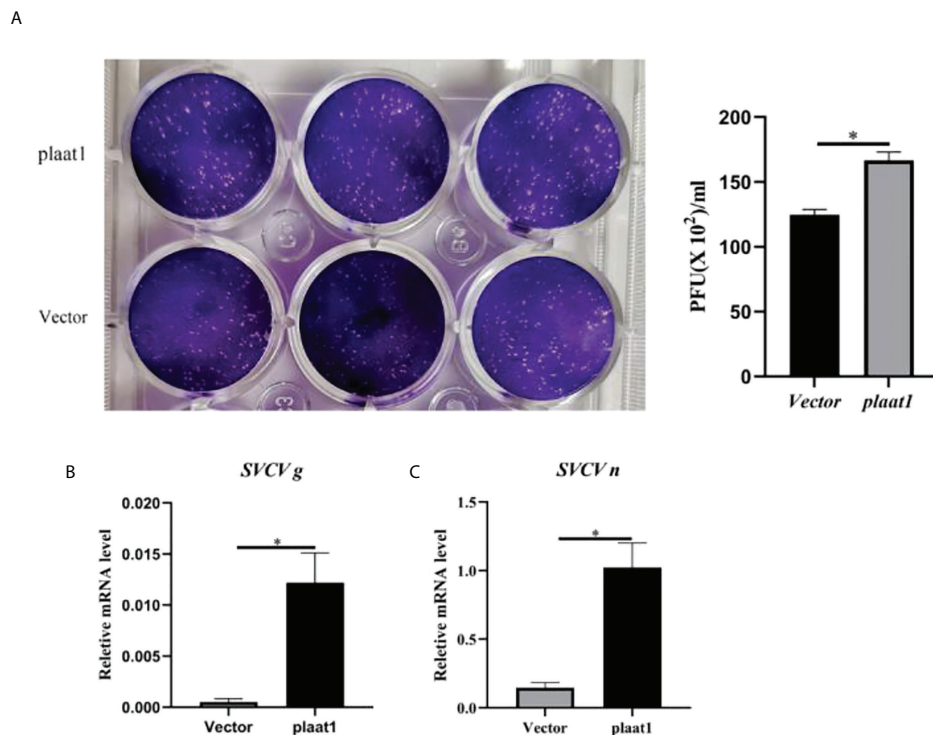 A
plaat1
Vector
PFU(X 10²)/ml
200
150
100
50
0
*
Vector plaat1
B
SVCV g
Reletive mRNA level
0.020
0.015
0.010
0.005
0.000
*
Vector plaat1
C
SVCV n
Reletive mRNA level
1.5
1.0
0.5
0.0
*
Vector plaat1